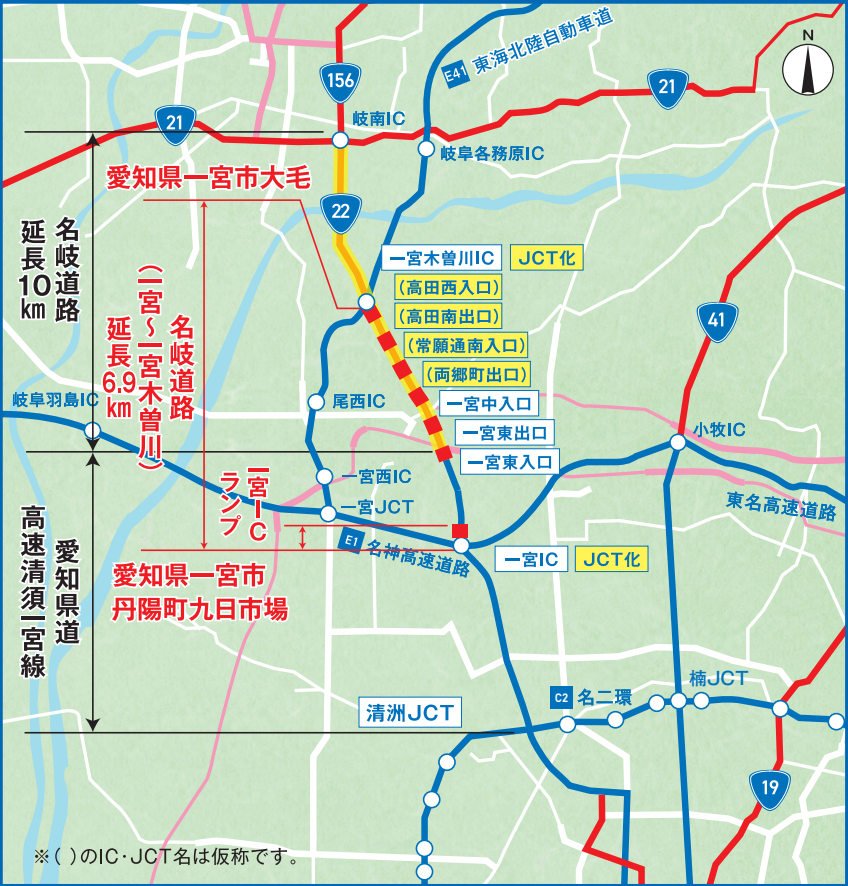 E41 東海北陸自動車道
N
156
21
21
岐南IC
岐阜各務原IC
愛知県一宮市大毛
22
名岐道路
延長10km
一宮木曽川IC
JCT化
(高田西入口)
(高田南出口)
(常願通南入口)
(両郷町出口)
一宮中入口
一宮東出口
一宮東入口
名岐道路
(一宮～一宮木曽川)
延長6.9km
41
岐阜羽島IC
尾西IC
小牧IC
一宮西IC
一宮JCT
一宮IC
ランプ
東名高速道路
E1 名神高速道路
一宮IC
JCT化
愛知県一宮市
丹陽町九日市場
愛知県道
高速清須一宮線
清洲JCT
C2 名二環
楠JCT
19
※( )のIC・JCT名は仮称です。